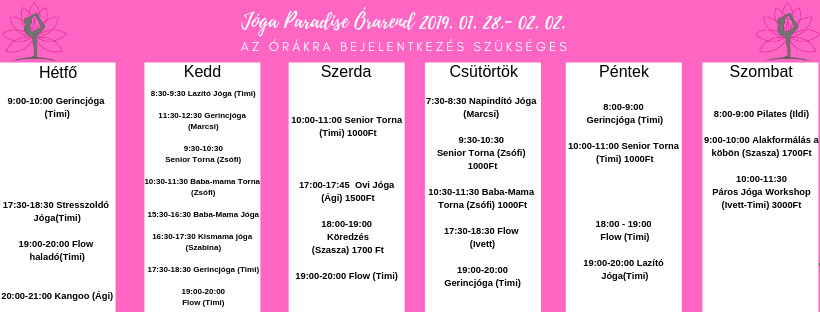 Jóga Paradise Órarend 2019. 01. 28.- 02. 02.
AZ ÓRÁKRA BEJELENTKEZÉS SZÜKSÉGES
Hétfő
9:00-10:00 Gerincjóga
(Timi)
17:30-18:30 Stresszoldó
Jóga(Timi)
19:00-20:00 Flow
haladó(Timi)
20:00-21:00 Kangoo (Ági)
Kedd
8:30-9:30 Lazító Jóga (Timi)
11:30-12:30 Gerincjóga
(Marcsi)
9:30-10:30
Senior Torna (Zsófi)
10:30-11:30 Baba-mama Torna
(Zsófi)
15:30-16:30 Baba-Mama Jóga
16:30-17:30 Kismama jóga
(Szabina)
17:30-18:30 Gerincjóga (Timi)
19:00-20:00
Flow (Timi)
Szerda
10:00-11:00 Senior Torna
(Timi) 1000Ft
17:00-17:45 Ovi Jóga
(Ági) 1500Ft
18:00-19:00
Köredzés
(Szasza) 1700 Ft
19:00-20:00 Flow (Timi)
Csütörtök
7:30-8:30 Napindító Jóga
(Marcsi)
9:30-10:30
Senior Torna (Zsófi)
1000Ft
10:30-11:30 Baba-Mama
Torna (Zsófi) 1000Ft
17:30-18:30 Flow
(Ivett)
19:00-20:00
Gerincjóga (Timi)
Péntek
8:00-9:00
Gerincjóga (Timi)
10:00-11:00 Senior Torna
(Timi) 1000Ft
18:00 - 19:00
Flow (Timi)
19:00-20:00 Lazító
Jóga(Timi)
Szombat
8:00-9:00 Pilates (Ildi)
9:00-10:00 Alakformálás a
köbön (Szasza) 1700Ft
10:00-11:30
Páros Jóga Workshop
(Ivett-Timi) 3000Ft